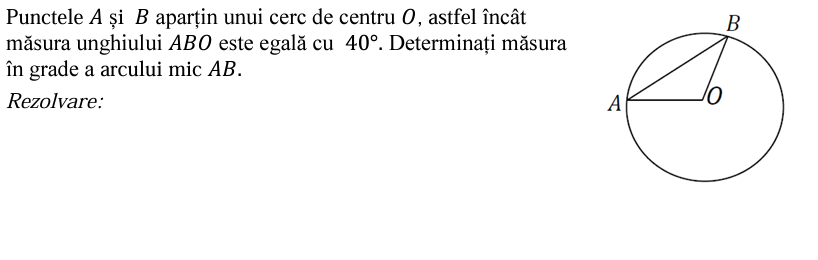 Punctele A și B aparțin unui cerc de centru O, astfel încât
măsura unghiului ABO este egală cu 40°. Determinați măsura
în grade a arcului mic AB.
Rezolvare:
B
A
O